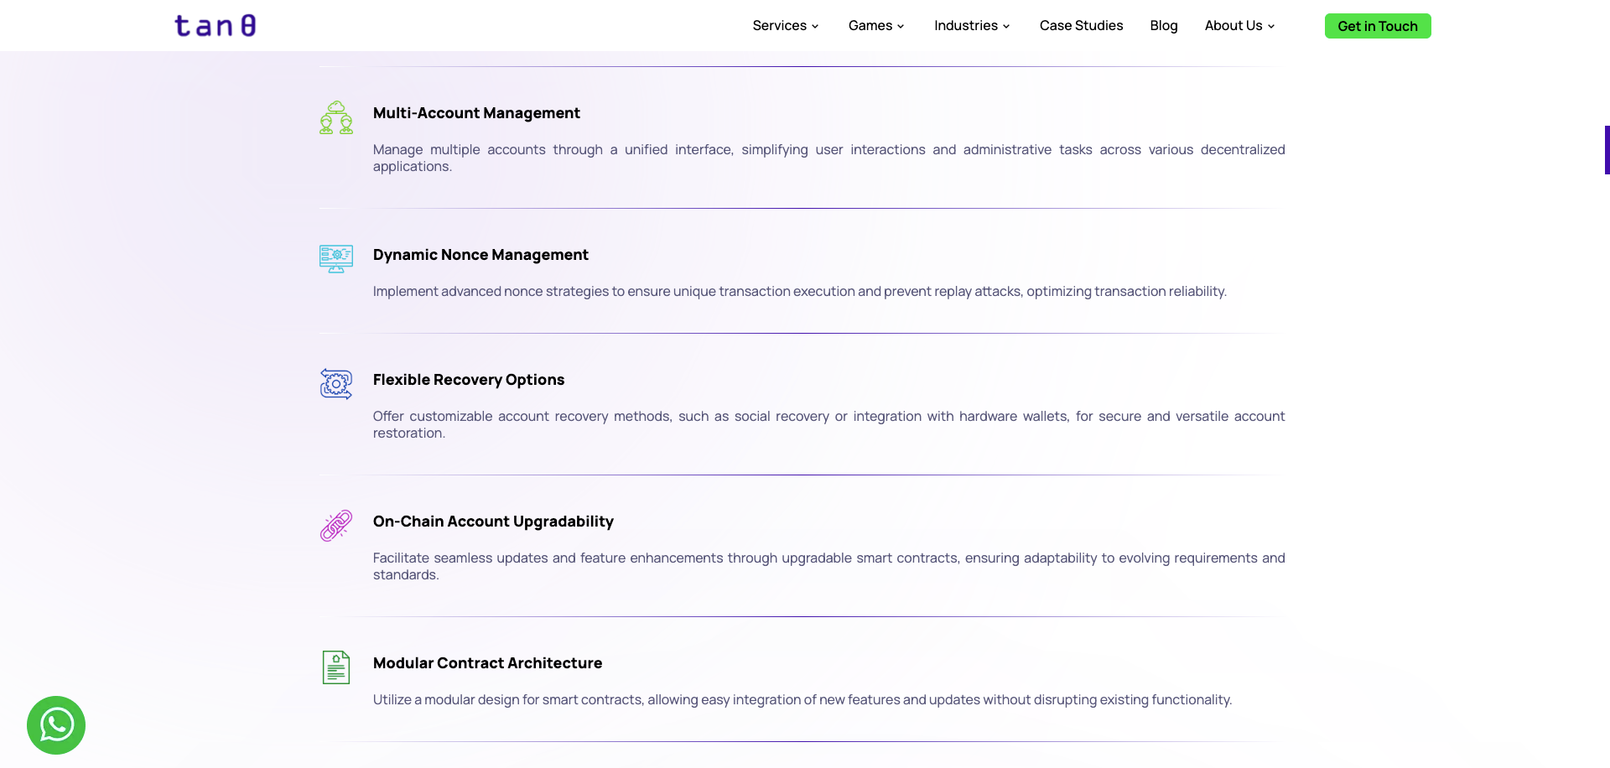 tan θ
Services
Games
Industries
Case Studies
Blog
About Us
Get in Touch
Multi-Account Management
Manage multiple accounts through a unified interface, simplifying user interactions and administrative tasks across various decentralized
applications.
Dynamic Nonce Management
Implement advanced nonce strategies to ensure unique transaction execution and prevent replay attacks, optimizing transaction reliability.
Flexible Recovery Options
Offer customizable account recovery methods, such as social recovery or integration with hardware wallets, for secure and versatile account
restoration.
On-Chain Account Upgradability
Facilitate seamless updates and feature enhancements through upgradable smart contracts, ensuring adaptability to evolving requirements and
standards.
Modular Contract Architecture
Utilize a modular design for smart contracts, allowing easy integration of new features and updates without disrupting existing functionality.